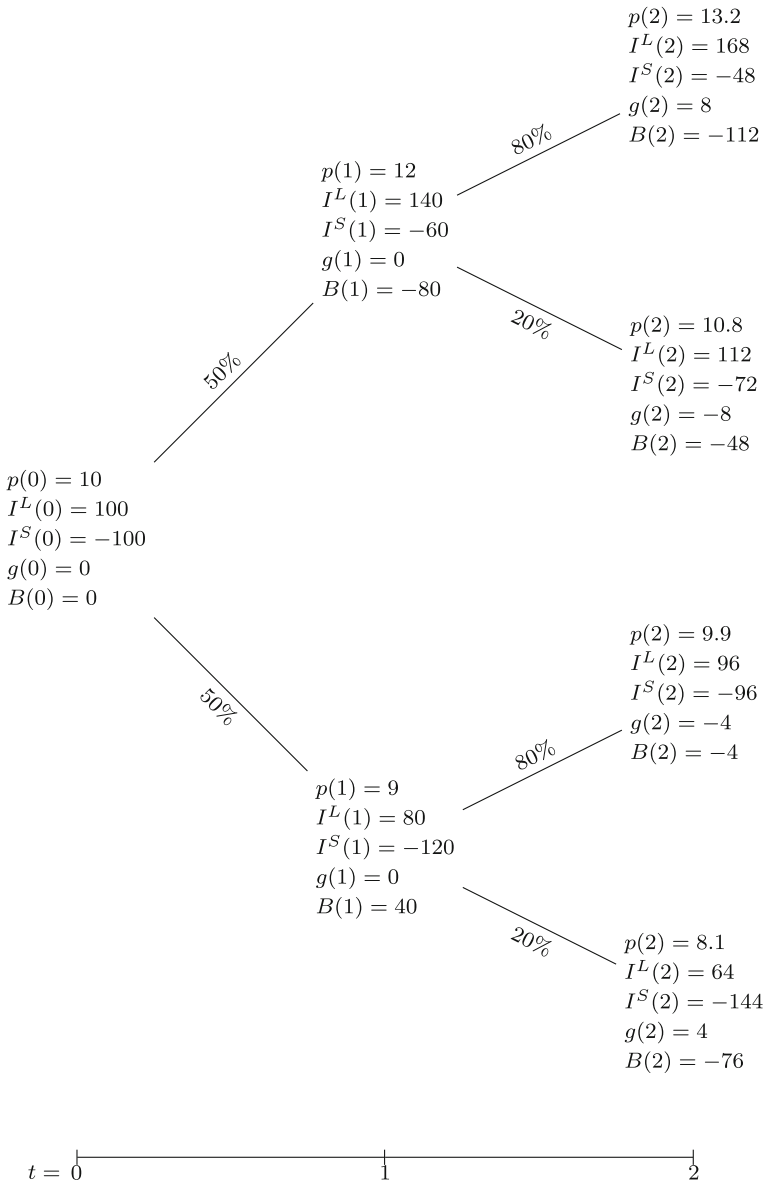 p(2) = 13.2
I^L(2) = 168
I^S(2) = −48
g(2) = 8
B(2) = −112
80%
p(1) = 12
I^L(1) = 140
I^S(1) = −60
g(1) = 0
B(1) = −80
20%
p(2) = 10.8
I^L(2) = 112
I^S(2) = −72
g(2) = −8
B(2) = −48
50%
p(0) = 10
I^L(0) = 100
I^S(0) = −100
g(0) = 0
B(0) = 0
50%
p(2) = 9.9
I^L(2) = 96
I^S(2) = −96
g(2) = −4
B(2) = −4
80%
p(1) = 9
I^L(1) = 80
I^S(1) = −120
g(1) = 0
B(1) = 40
20%
p(2) = 8.1
I^L(2) = 64
I^S(2) = −144
g(2) = 4
B(2) = −76
t = 0 1 2